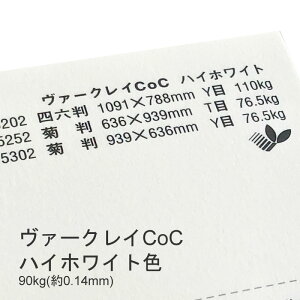 ヴァークレイCoC ハイホワイト
5202 四六判 1091×788mm Y目 110kg
5252 菊 判 636×939mm T目 76.5kg
5302 菊 判 939×636mm Y目 76.5kg
ヴァークレイCoC
ハイホワイト色
90kg(約0.14mm)